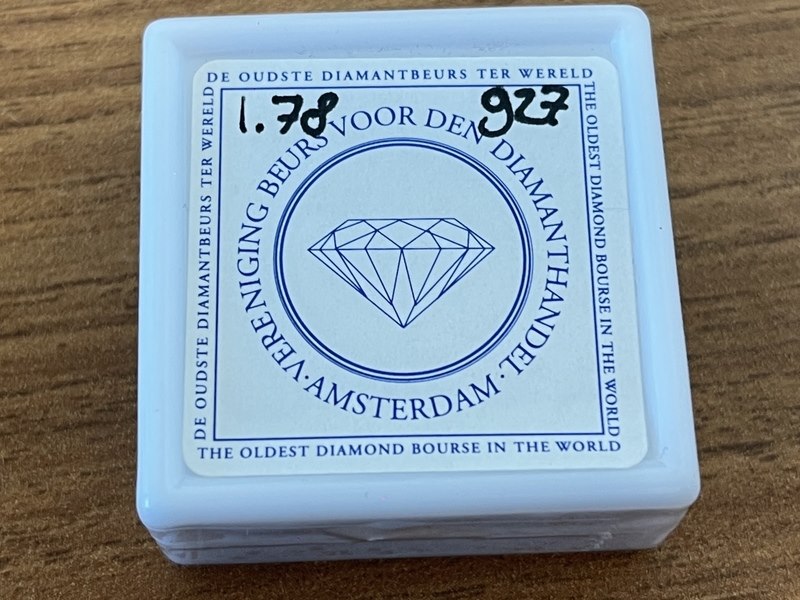 DE OUDSTE DIAMANTBEURS TER WERELD
1.78
927
DE OUDSTE DIAMANTBEURS TER WERELD
VERENIGING BEURS VOOR DEN DIAMANTHANDEL
· AMSTERDAM ·
THE OLDEST DIAMOND BOURSE IN THE WORLD
THE OLDEST DIAMOND BOURSE IN THE WORLD